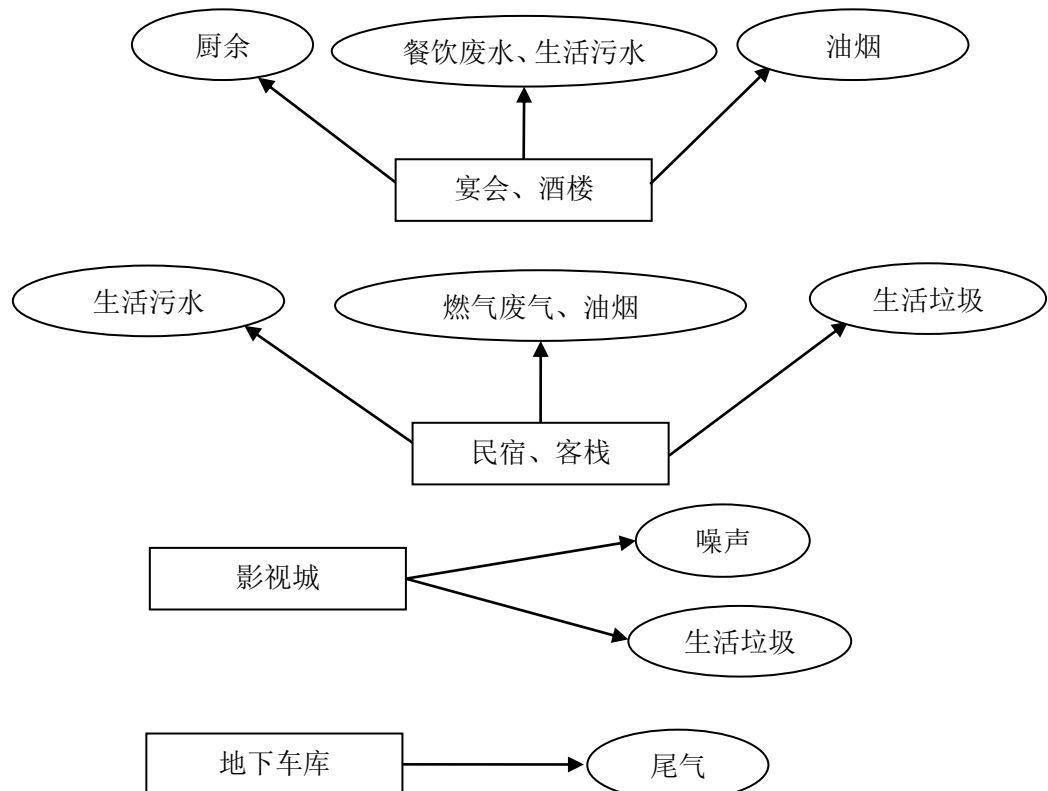 厨余
餐饮废水、生活污水
油烟
宴会、酒楼
生活污水
燃气废气、油烟
生活垃圾
民宿、客栈
噪声
影视城
生活垃圾
地下车库
尾气